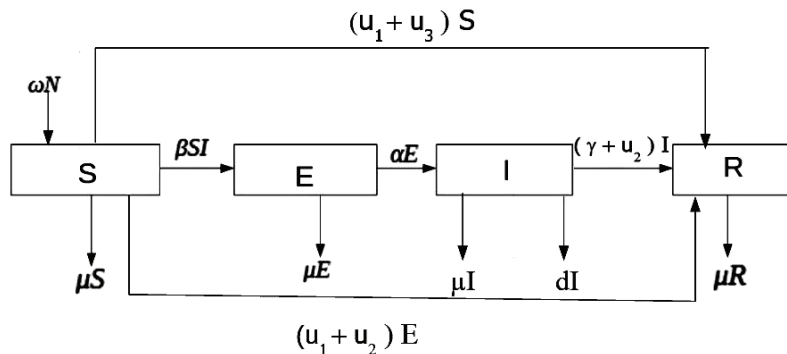 (u₁ + u₃) S
ωN
βSI
αE
(γ + u₂) I
S
E
I
R
μS
μE
μI
dI
μR
(u₁ + u₂) E